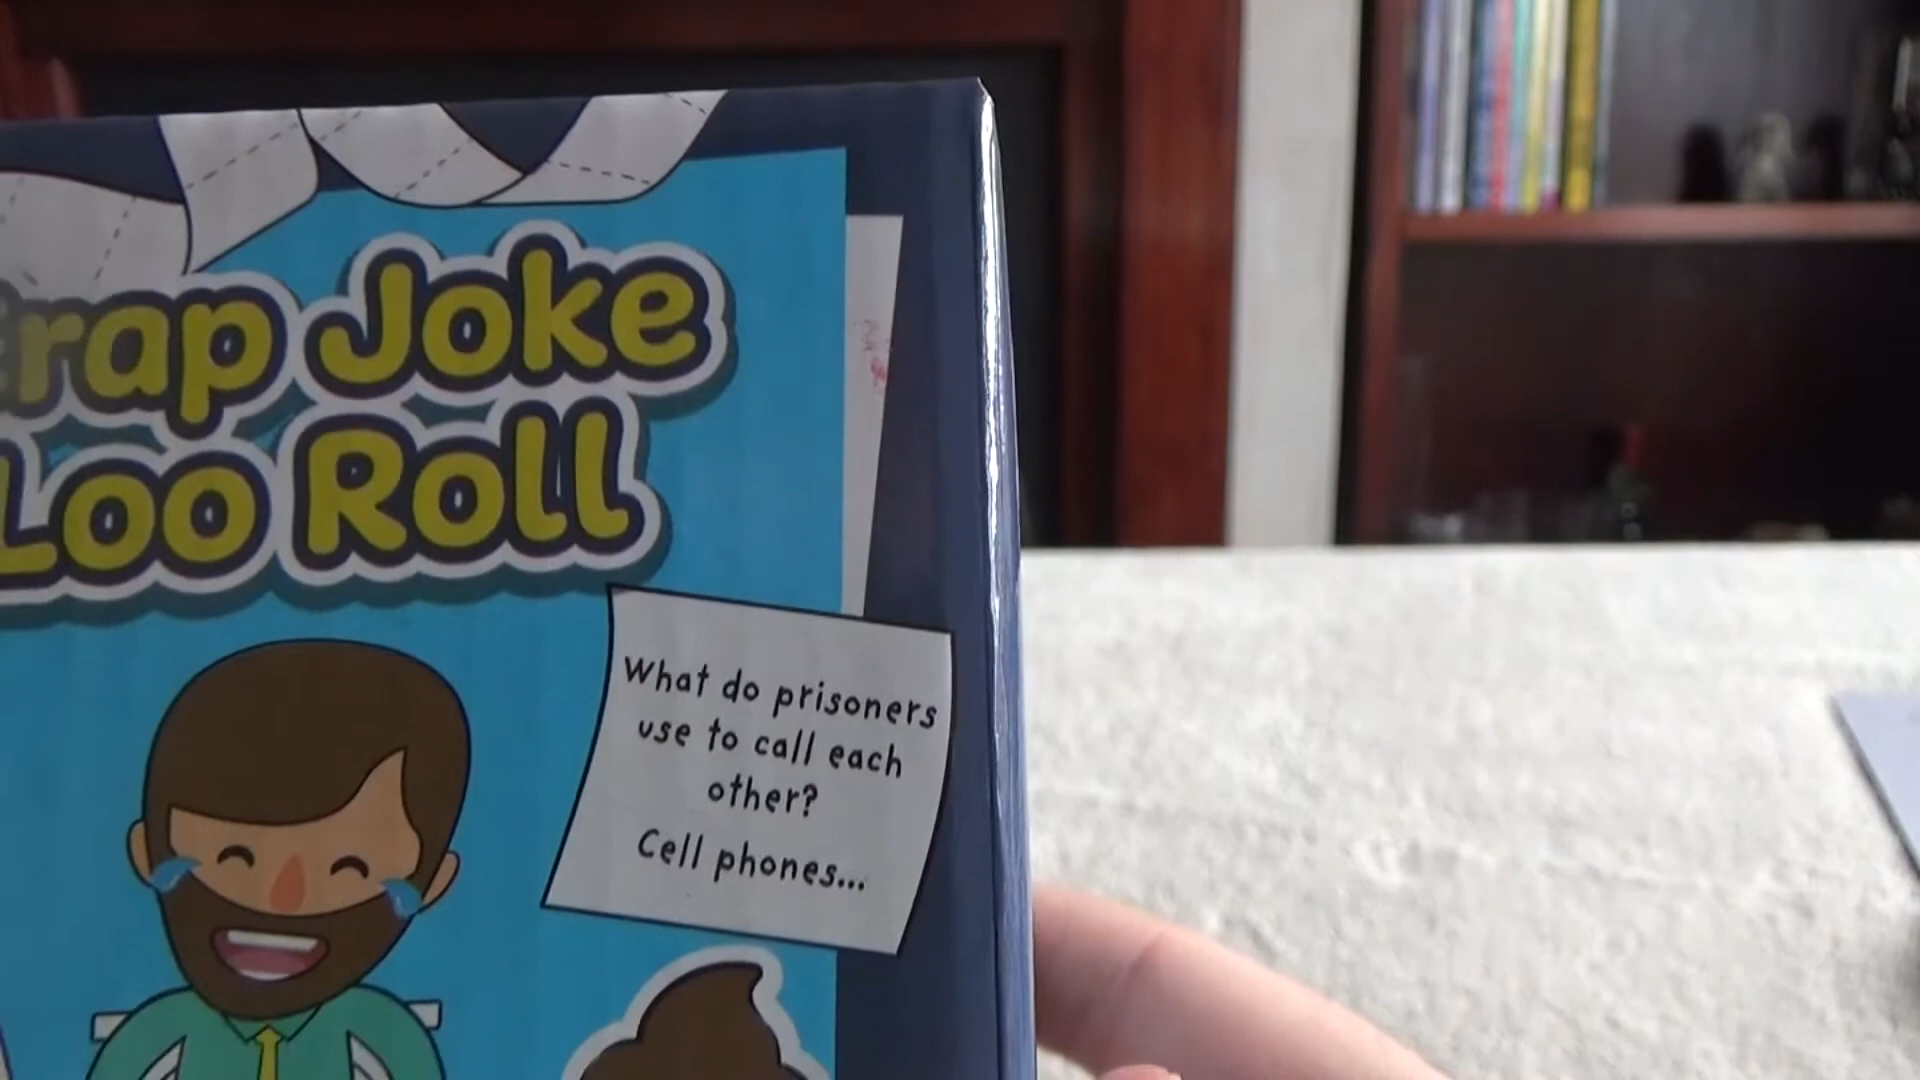 rap Joke
Loo Roll
What do prisoners
use to call each
other?
Cell phones...